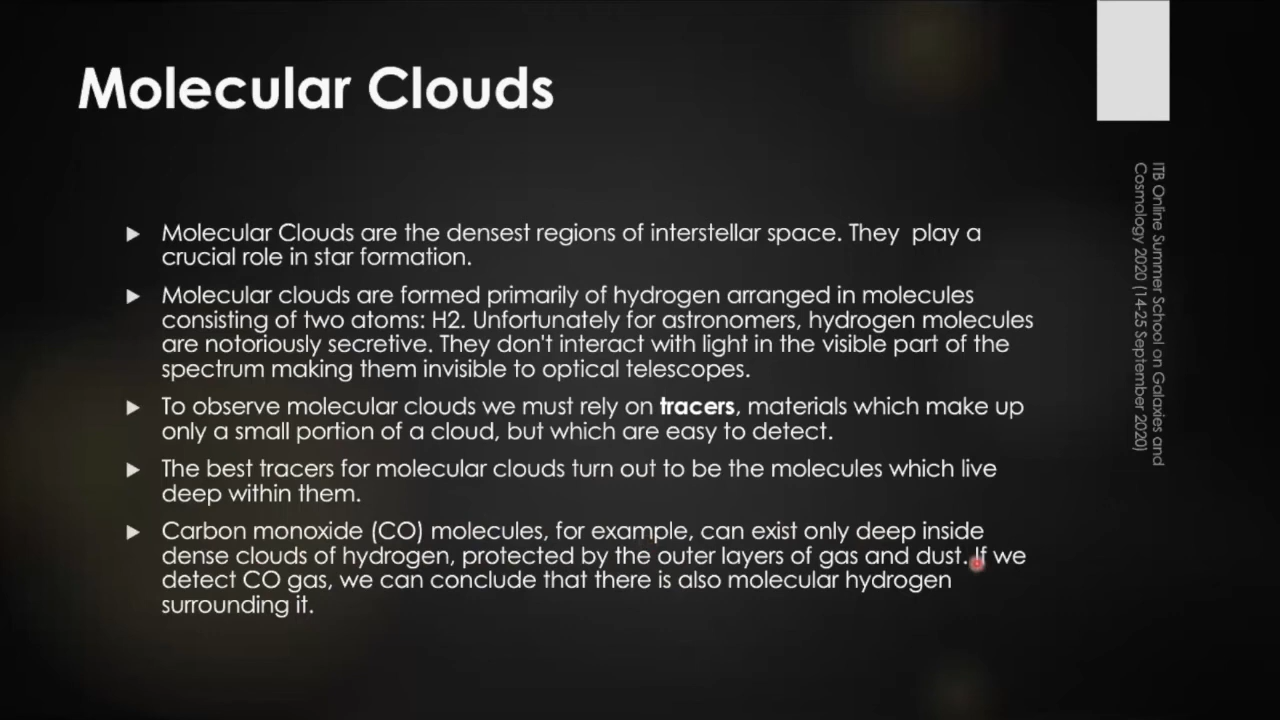 Molecular Clouds
Molecular Clouds are the densest regions of interstellar space. They  play a
crucial role in star formation.
Molecular clouds are formed primarily of hydrogen arranged in molecules
consisting of two atoms: H2. Unfortunately for astronomers, hydrogen molecules
are notoriously secretive. They don't interact with light in the visible part of the
spectrum making them invisible to optical telescopes.
To observe molecular clouds we must rely on tracers, materials which make up
only a small portion of a cloud, but which are easy to detect.
The best tracers for molecular clouds turn out to be the molecules which live
deep within them.
Carbon monoxide (CO) molecules, for example, can exist only deep inside
dense clouds of hydrogen, protected by the outer layers of gas and dust. If we
detect CO gas, we can conclude that there is also molecular hydrogen
surrounding it.
ITB Online Summer School on Galaxies and
Cosmology 2020 (14-25 September 2020)